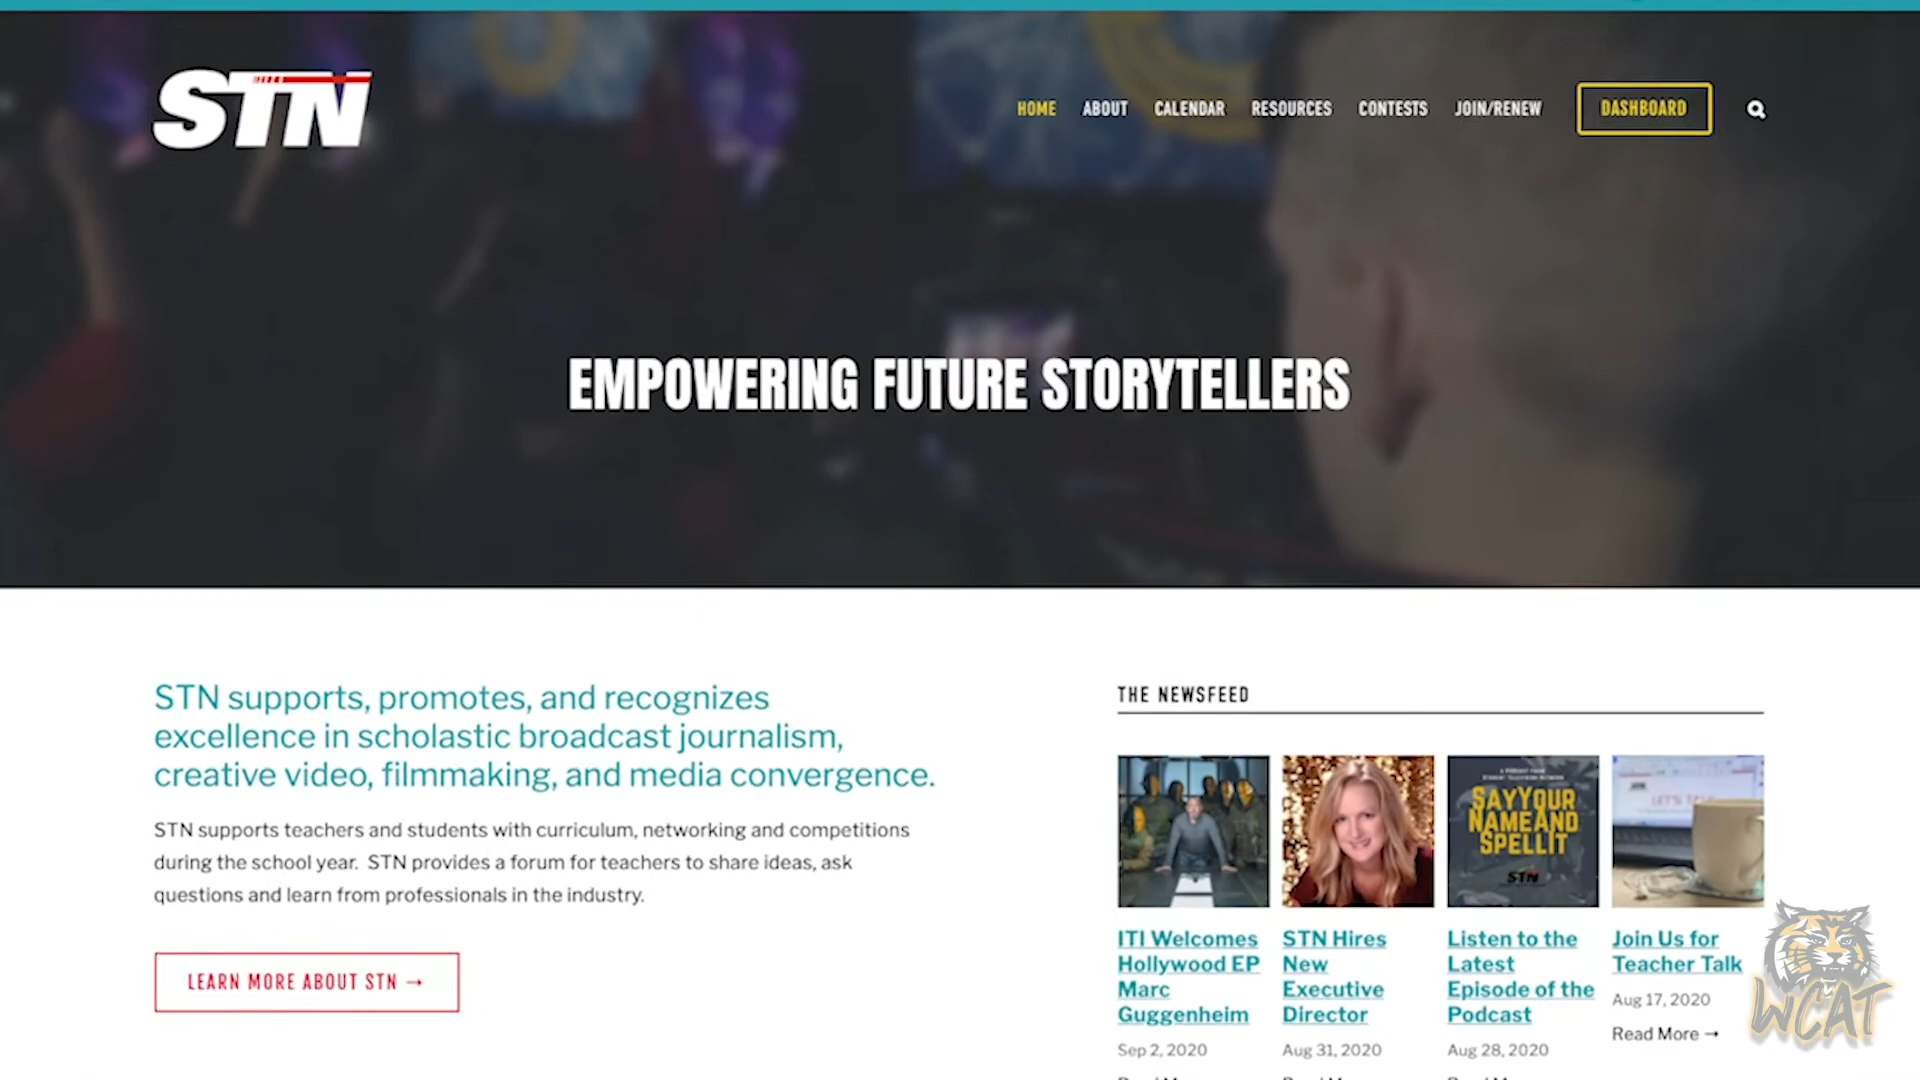 STN
HOME ABOUT CALENDAR RESOURCES CONTESTS JOIN/RENEW DASHBOARD
EMPOWERING FUTURE STORYTELLERS
STN supports, promotes, and recognizes
excellence in scholastic broadcast journalism,
creative video, filmmaking, and media convergence.
STN supports teachers and students with curriculum, networking and competitions
during the school year. STN provides a forum for teachers to share ideas, ask
questions and learn from professionals in the industry.
LEARN MORE ABOUT STN →
THE NEWSFEED
ITI Welcomes
Hollywood EP
Marc
Guggenheim
Sep 2, 2020
STN Hires
New
Executive
Director
Aug 31, 2020
SAY YOUR
NAME AND
SPELL IT
STN
Listen to the
Latest
Episode of the
Podcast
Aug 28, 2020
Join Us for
Teacher Talk
Aug 17, 2020
Read More →
WCAT